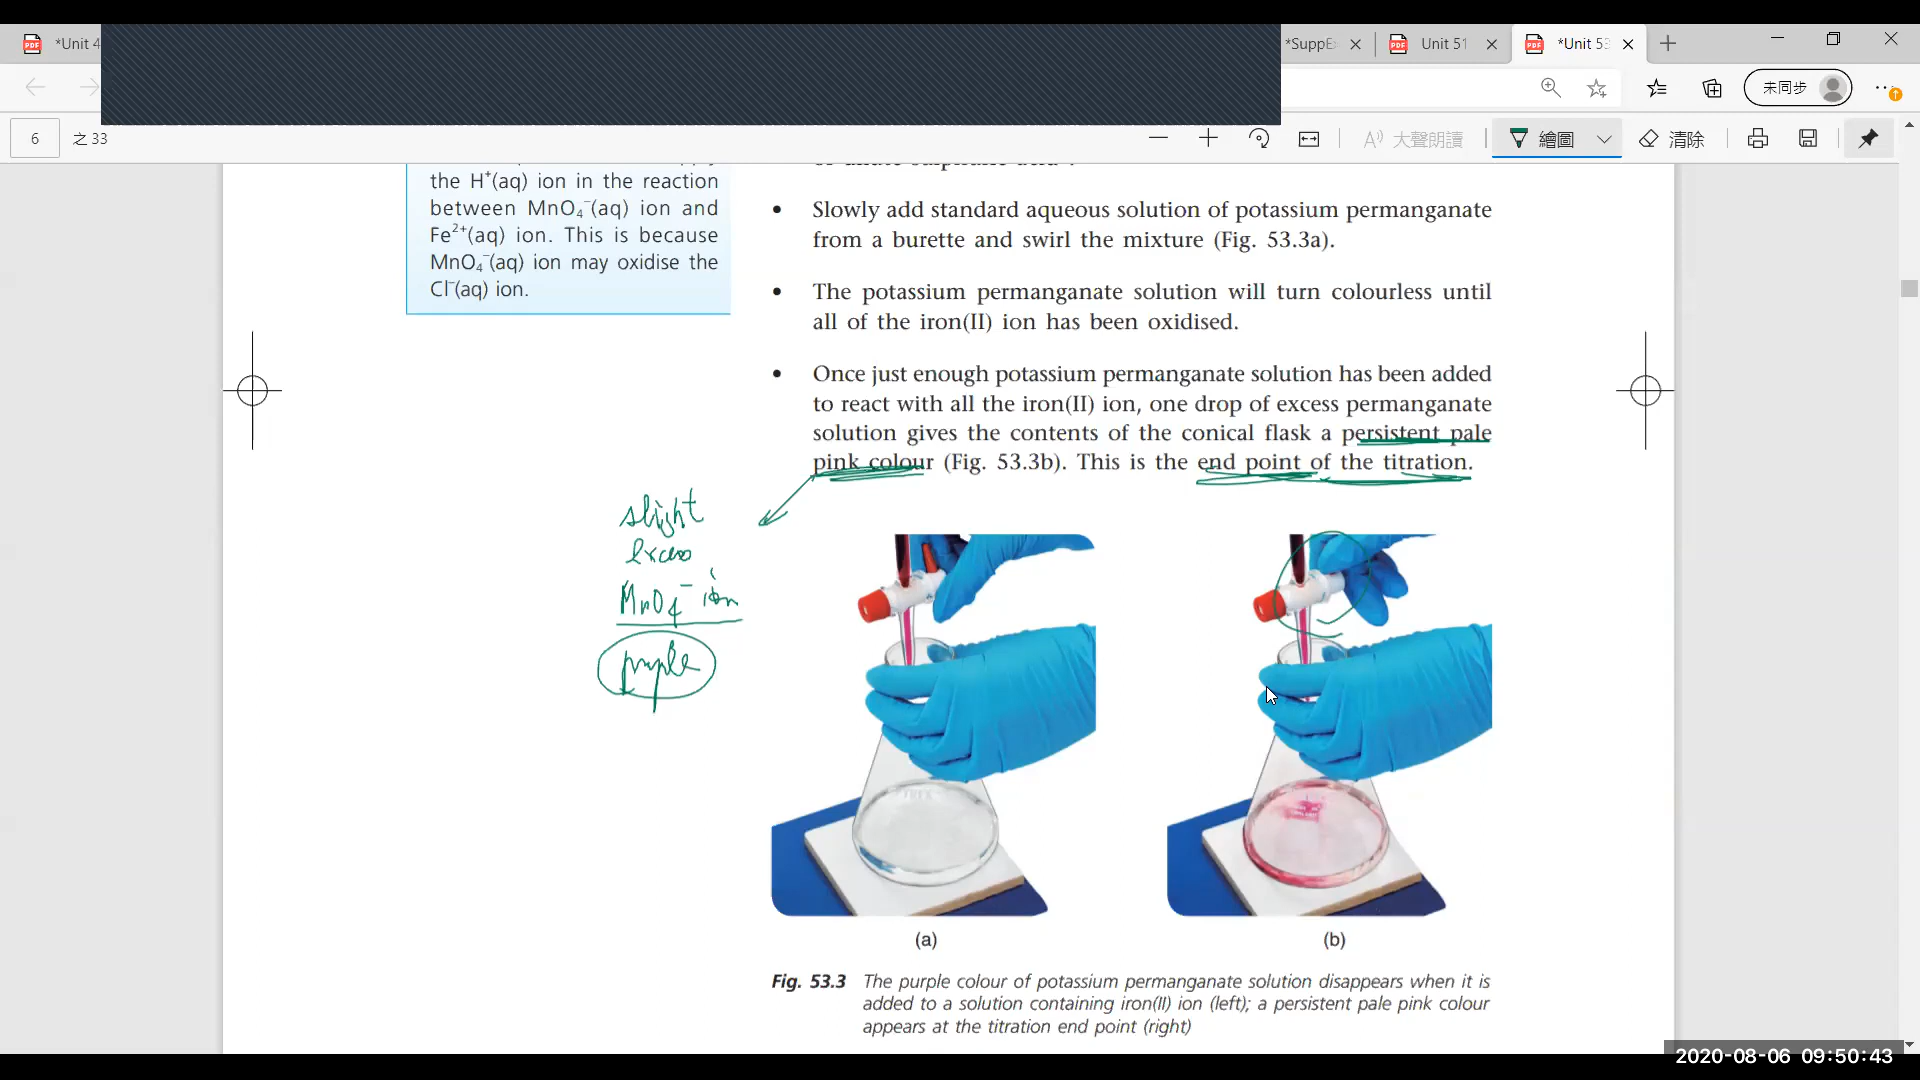 *Unit 4
*SuppE
Unit 51
*Unit 53
未同步
6
之 33
大聲朗讀
繪圖
清除
the H⁺(aq) ion in the reaction
between MnO₄⁻(aq) ion and
Fe²⁺(aq) ion. This is because
MnO₄⁻(aq) ion may oxidise the
Cl⁻(aq) ion.
• Slowly add standard aqueous solution of potassium permanganate
from a burette and swirl the mixture (Fig. 53.3a).
• The potassium permanganate solution will turn colourless until
all of the iron(II) ion has been oxidised.
• Once just enough potassium permanganate solution has been added
to react with all the iron(II) ion, one drop of excess permanganate
solution gives the contents of the conical flask a persistent pale
pink colour (Fig. 53.3b). This is the end point of the titration.
slight
excess
MnO₄⁻ ion
purple
(a)
(b)
Fig. 53.3 The purple colour of potassium permanganate solution disappears when it is
added to a solution containing iron(II) ion (left); a persistent pale pink colour
appears at the titration end point (right)
2020-08-06 09:50:43